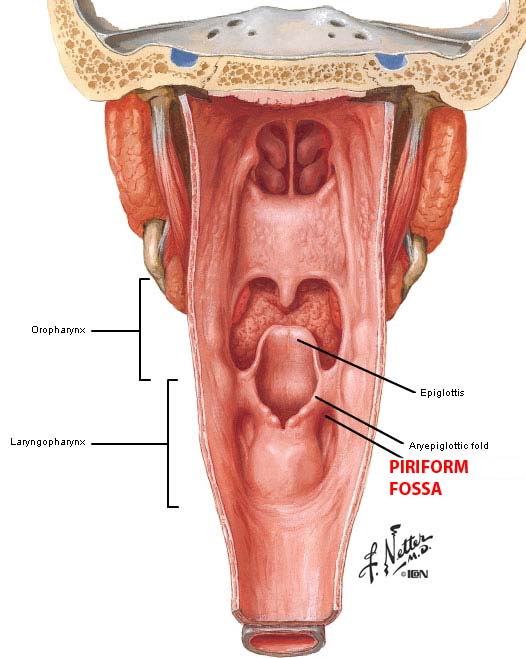 Oropharynx
Epiglottis
Laryngopharynx
Aryepiglottic fold
PIRIFORM
FOSSA
F. Netter
M.D.
© ICON